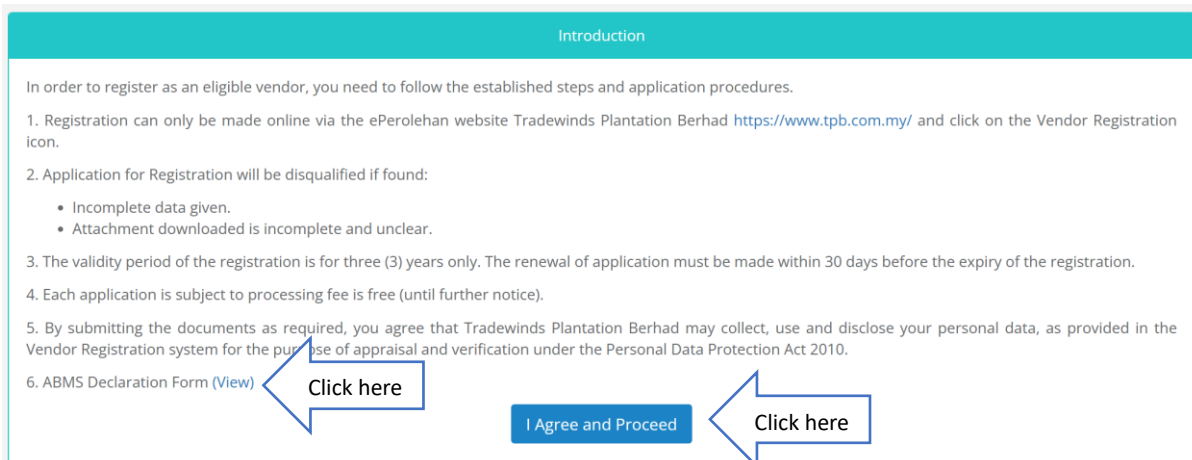 Introduction
In order to register as an eligible vendor, you need to follow the established steps and application procedures.
1. Registration can only be made online via the ePerolehan website Tradewinds Plantation Berhad https://www.tpb.com.my/ and click on the Vendor Registration
icon.
2. Application for Registration will be disqualified if found:
• Incomplete data given.
• Attachment downloaded is incomplete and unclear.
3. The validity period of the registration is for three (3) years only. The renewal of application must be made within 30 days before the expiry of the registration.
4. Each application is subject to processing fee is free (until further notice).
5. By submitting the documents as required, you agree that Tradewinds Plantation Berhad may collect, use and disclose your personal data, as provided in the
Vendor Registration system for the purpose of appraisal and verification under the Personal Data Protection Act 2010.
6. ABMS Declaration Form (View)
Click here
I Agree and Proceed
Click here